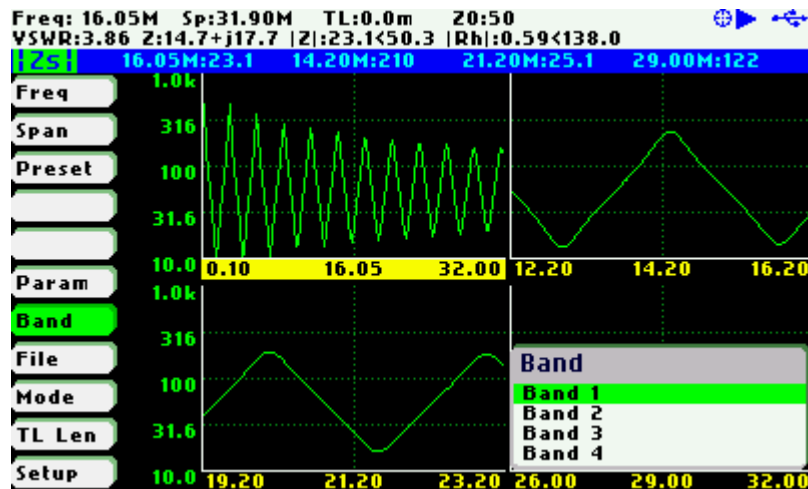 Freq: 16.05M Sp:31.90M TL:0.0m 20:50
VSWR:3.86 Z:14.7+j17.7 |Z|:23.1<50.3 |Rh|:0.59<138.0
|Zs| 16.05M:23.1 14.20M:210 21.20M:25.1 29.00M:122
Freq
Span
Preset
Param
Band
File
Mode
TL Len
Setup
1.0k
316
100
31.6
10.0
0.10 16.05 32.00 12.20 14.20 16.20
1.0k
316
100
31.6
10.0
19.20 21.20 23.20 26.00 29.00 32.00
Band
Band 1
Band 2
Band 3
Band 4